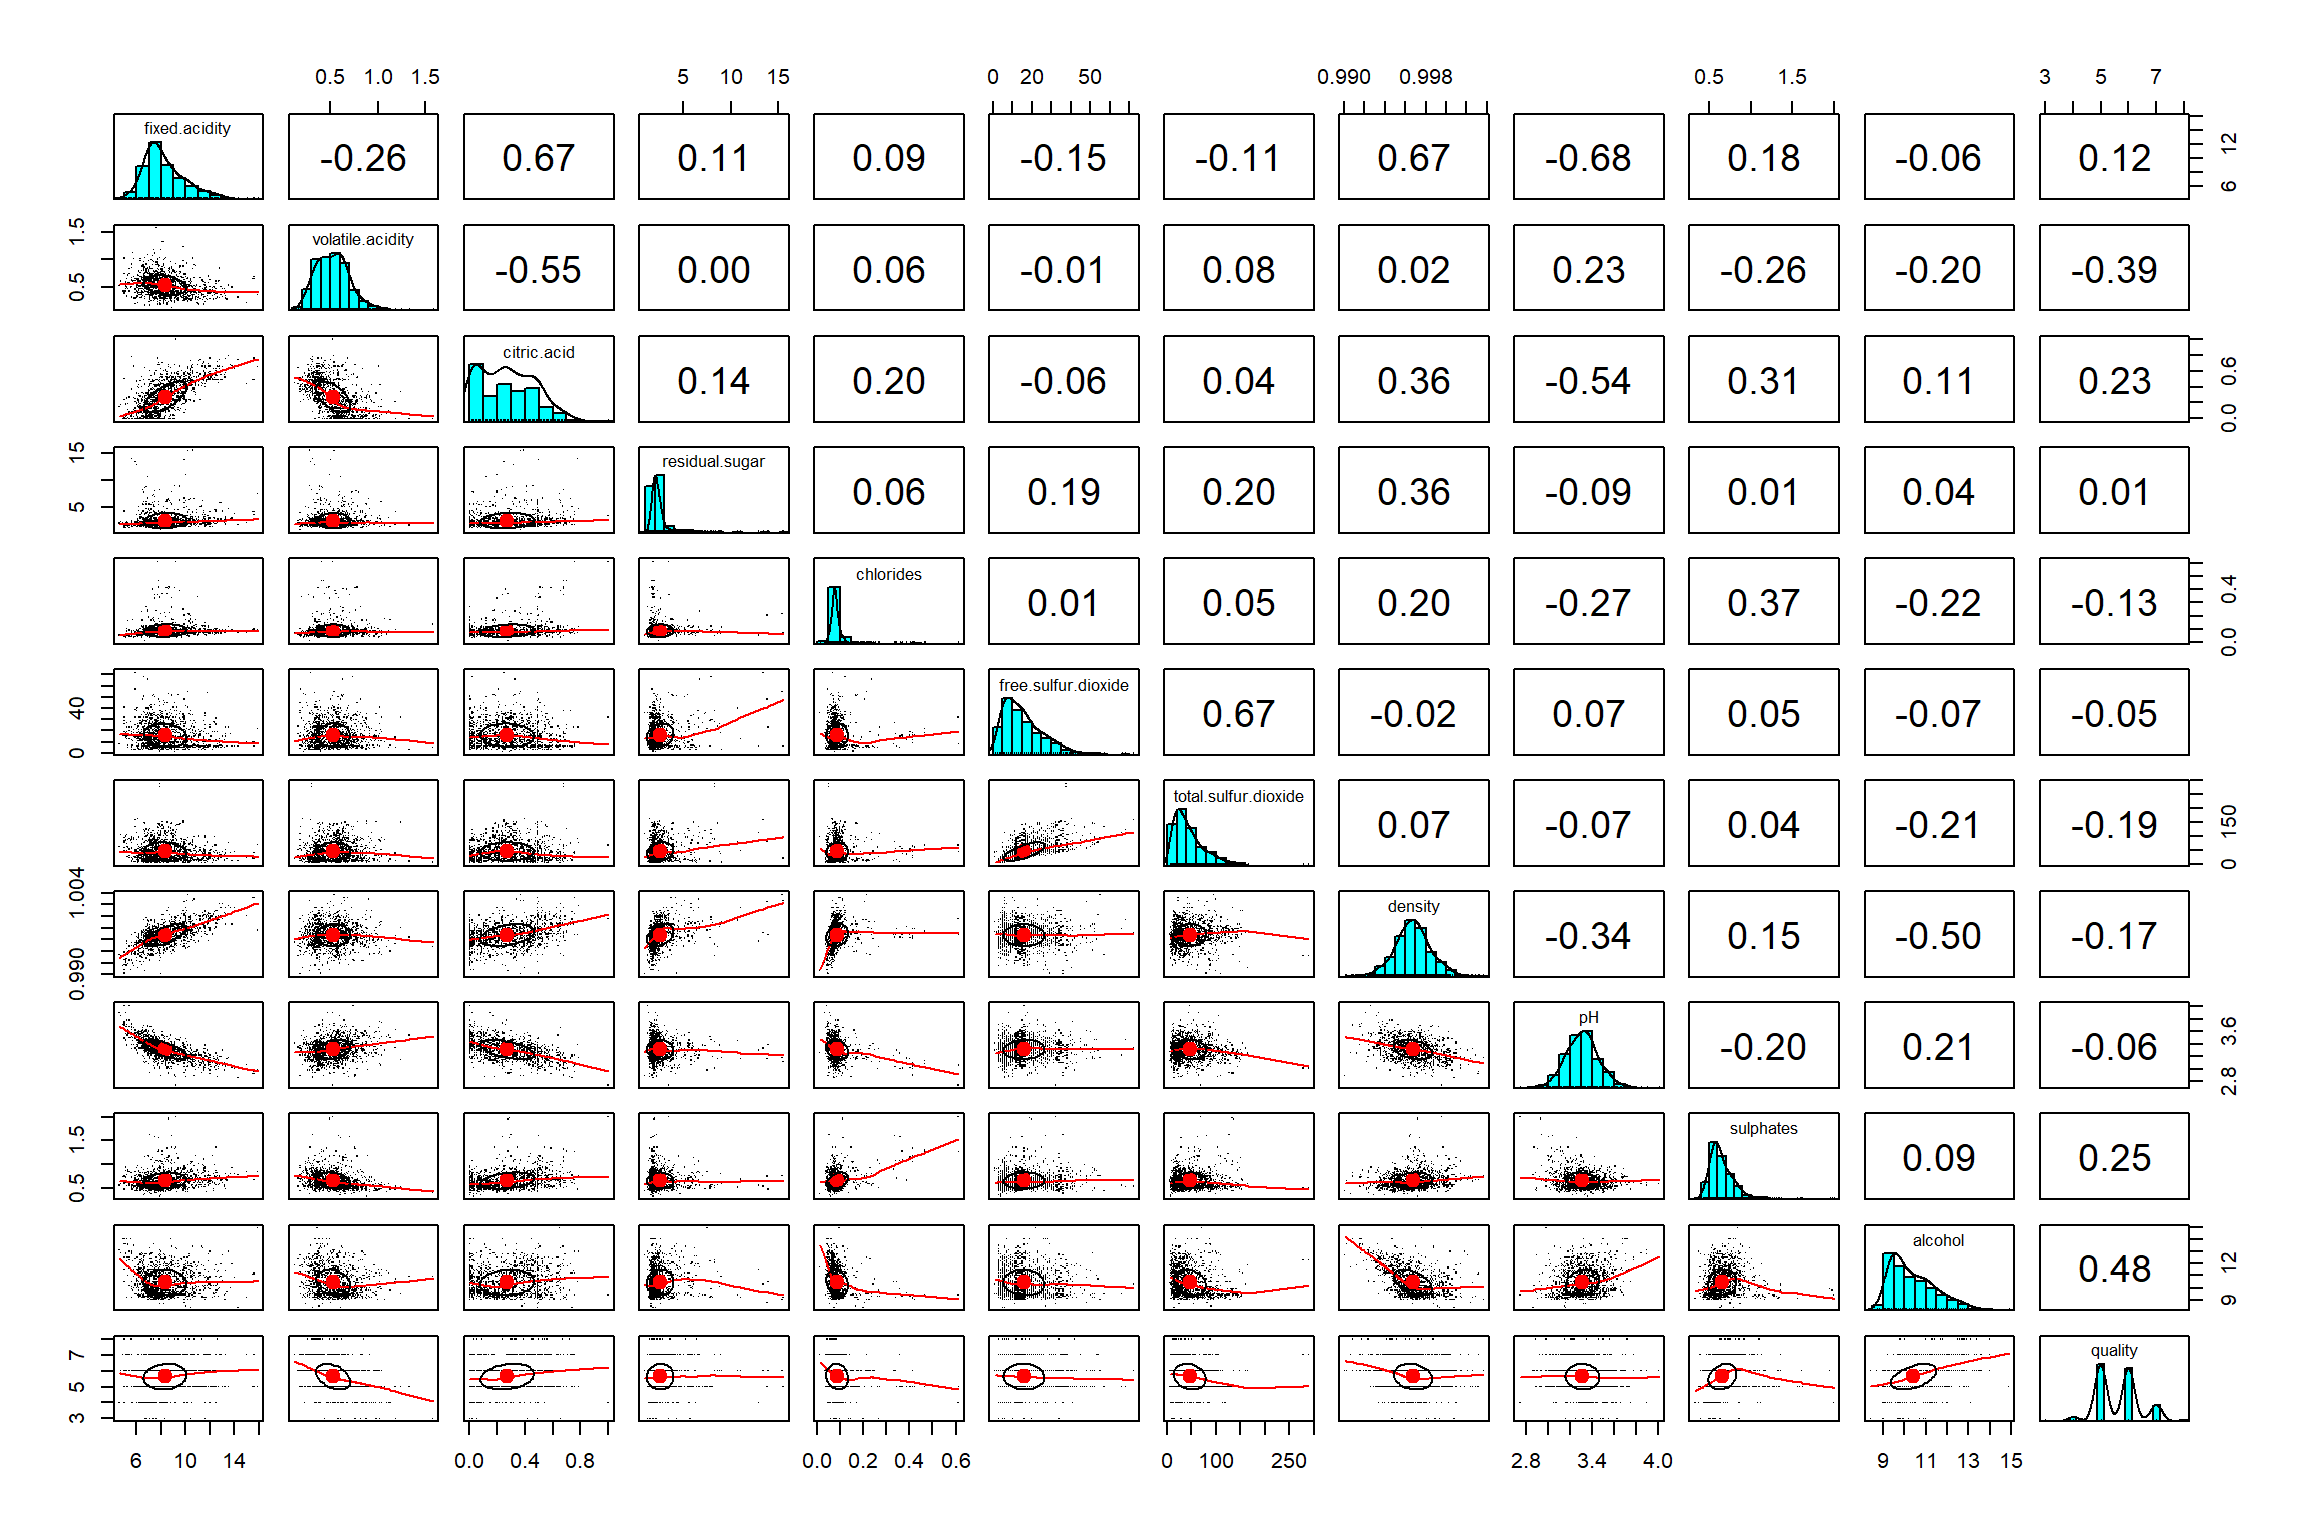 0.5 1.0 1.5 5 10 15 0 20 50 0.990 0.998 0.5 1.5 3 5 7
fixed.acidity -0.26 0.67 0.11 0.09 -0.15 -0.11 0.67 -0.68 0.18 -0.06 0.12 6 12
0.5 1.5 volatile.acidity -0.55 0.00 0.06 -0.01 0.08 0.02 0.23 -0.26 -0.20 -0.39
citric.acid 0.14 0.20 -0.06 0.04 0.36 -0.54 0.31 0.11 0.23 0.0 0.6
5 15 residual.sugar 0.06 0.19 0.20 0.36 -0.09 0.01 0.04 0.01
chlorides 0.01 0.05 0.20 -0.27 0.37 -0.22 -0.13 0.0 0.4
0 40 free.sulfur.dioxide 0.67 -0.02 0.07 0.05 -0.07 -0.05
total.sulfur.dioxide 0.07 -0.07 0.04 -0.21 -0.19 0 150
0.990 1.004 density -0.34 0.15 -0.50 -0.17
pH -0.20 0.21 -0.06 2.8 3.6
0.5 1.5 sulphates 0.09 0.25
alcohol 0.48 9 12
3 5 7 quality
6 10 14 0.0 0.4 0.8 0.0 0.2 0.4 0.6 0 100 250 2.8 3.4 4.0 9 11 13 15